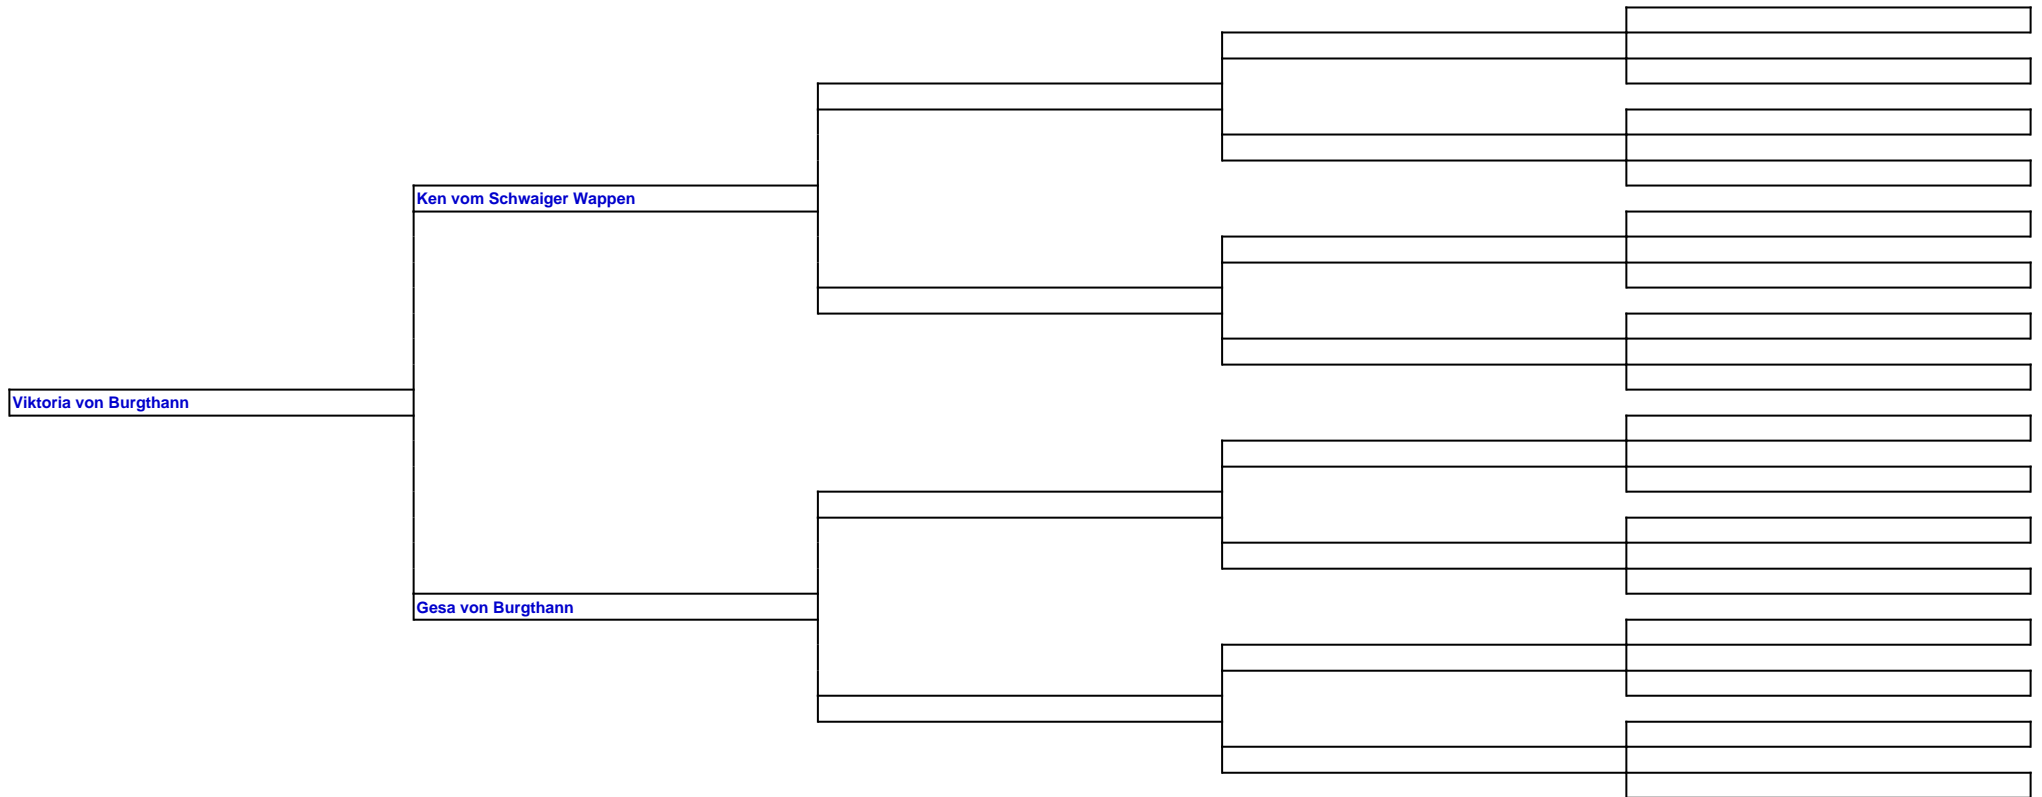 Ken vom Schwaiger Wappen
Viktoria von Burgthann
Gesa von Burgthann